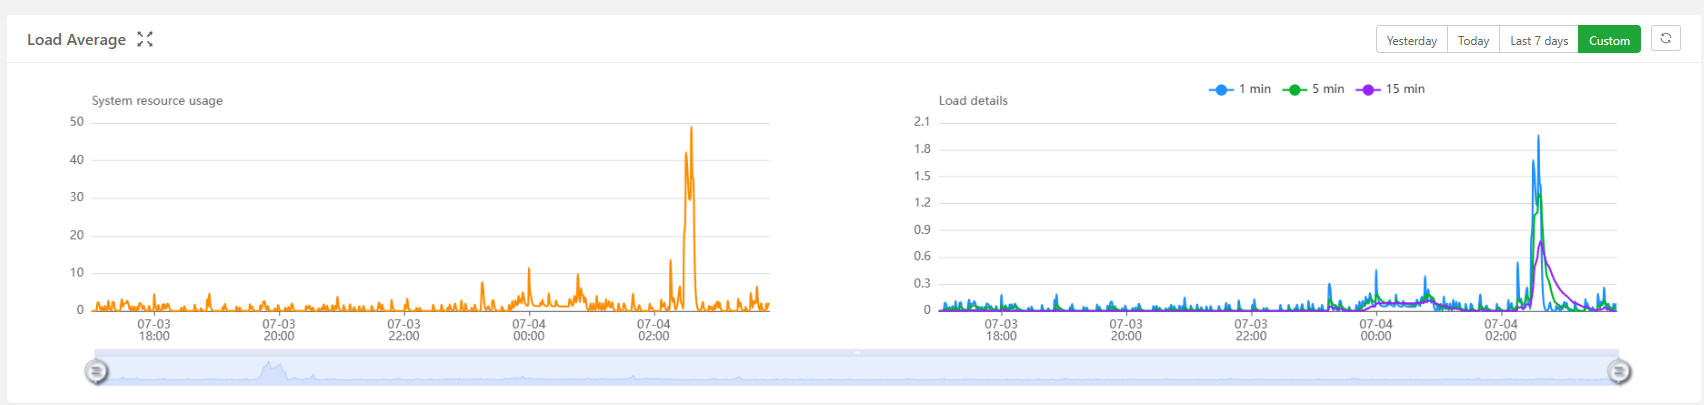 Load Average
Yesterday Today Last 7 days Custom
System resource usage
50
40
30
20
10
0
07-03 07-03 07-03 07-04 07-04
18:00 20:00 22:00 00:00 02:00
1 min 5 min 15 min
Load details
2.1
1.8
1.5
1.2
0.9
0.6
0.3
0
07-03 07-03 07-03 07-04 07-04
18:00 20:00 22:00 00:00 02:00